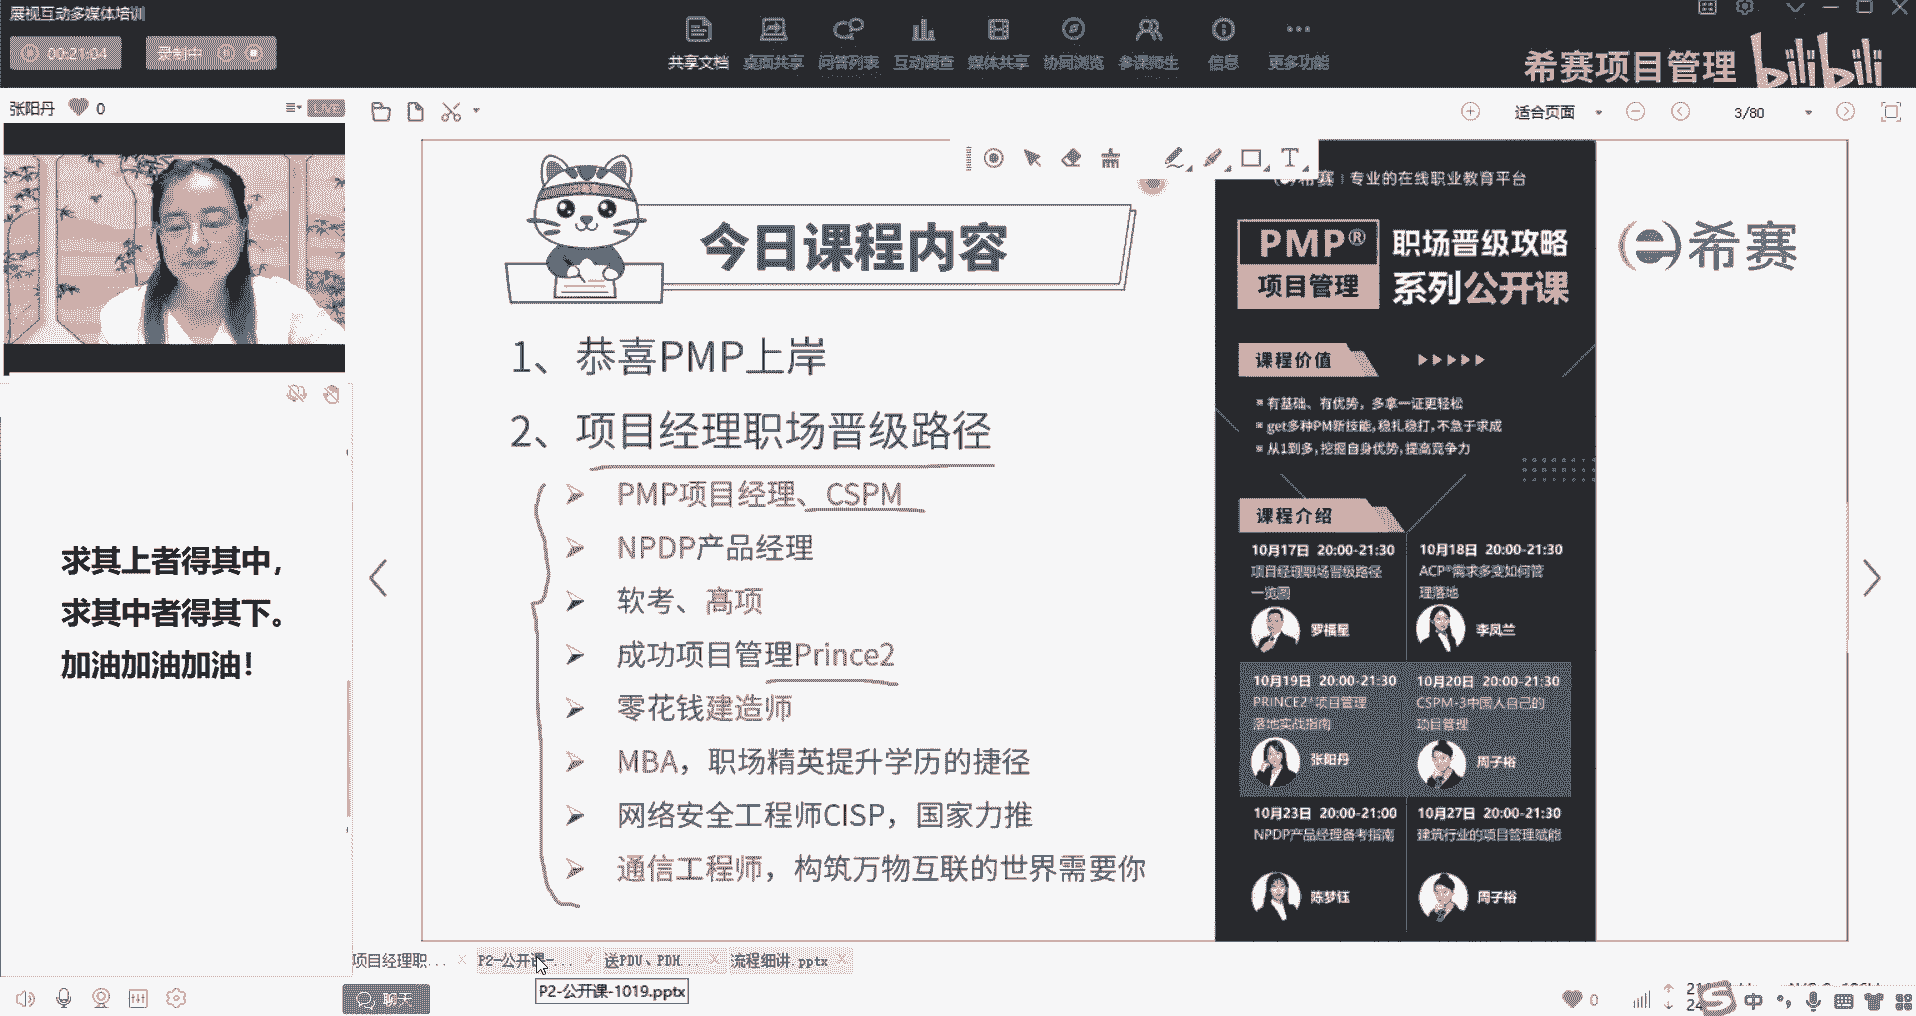 展视互动多媒体培训
00:21:04
录制中
共享文档
桌面共享
问答列表
互动调查
媒体共享
协同浏览
参课师生
信息
更多功能
希赛项目管理 bilibili
张阳丹 0
LIVE
适合页面
3/80
求其上者得其中，
求其中者得其下。
加油加油加油！
今日课程内容
1、恭喜PMP上岸
2、项目经理职场晋级路径
PMP项目经理、CSPM
NPDP产品经理
软考、高项
成功项目管理Prince2
零花钱建造师
MBA，职场精英提升学历的捷径
网络安全工程师CISP，国家力推
通信工程师，构筑万物互联的世界需要你
希赛 | 专业的在线职业教育平台
PMP® 职场晋级攻略
项目管理 系列公开课
课程价值
有基础、有优势，多拿一证更轻松
get多种PM新技能，稳扎稳打，不急于求成
从1到多，挖掘自身优势，提高竞争力
课程介绍
10月17日 20:00-21:30
项目经理职场晋级路径
一览图
罗福星
10月18日 20:00-21:30
ACP®需求多变如何管
理落地
李凤兰
10月19日 20:00-21:30
PRINCE2®项目管理
落地实战指南
张阳丹
10月20日 20:00-21:30
CSPM-3中国人自己的
项目管理
周子裕
10月23日 20:00-21:00
NPDP产品经理备考指南
陈梦钰
10月27日 20:00-21:30
建筑行业的项目管理赋能
周子裕
希赛
项目经理职...
P2-公开课-...
送PDU、PDH...
流程细讲.pptx
P2-公开课-1019.pptx
聊天
0
中